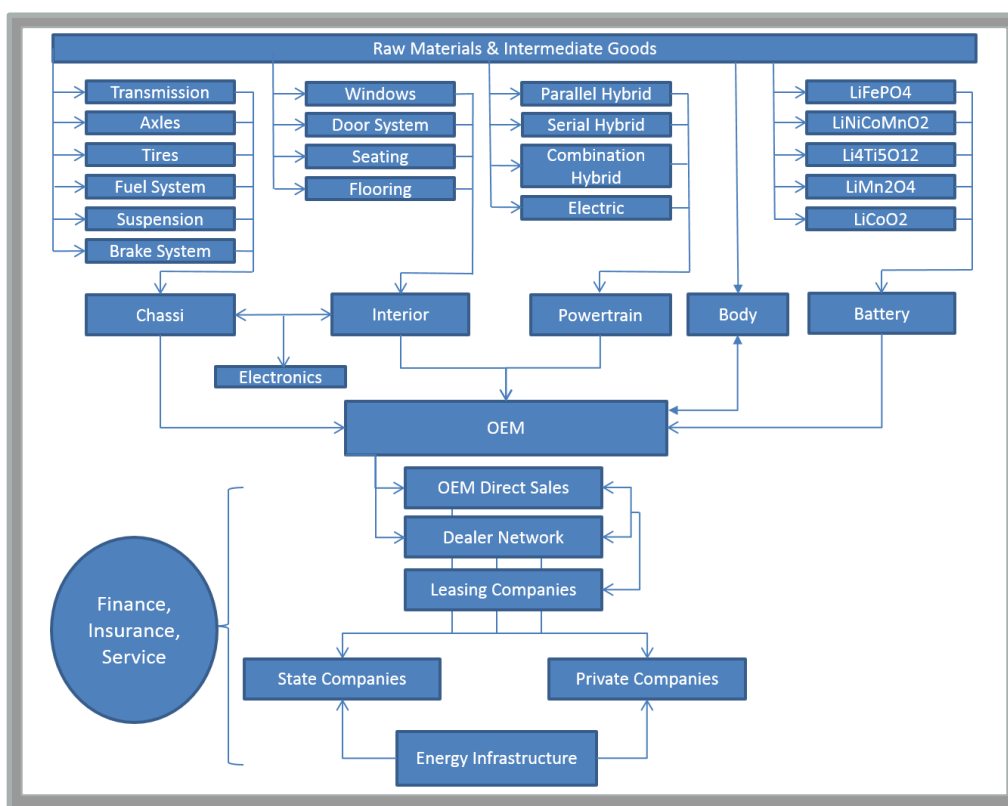 Raw Materials & Intermediate Goods
Transmission
Axles
Tires
Fuel System
Suspension
Brake System
Windows
Door System
Seating
Flooring
Parallel Hybrid
Serial Hybrid
Combination
Hybrid
Electric
LiFePO4
LiNiCoMnO2
Li4Ti5O12
LiMn2O4
LiCoO2
Chassi
Interior
Powertrain
Body
Battery
Electronics
OEM
OEM Direct Sales
Dealer Network
Leasing Companies
Finance,
Insurance,
Service
State Companies
Private Companies
Energy Infrastructure